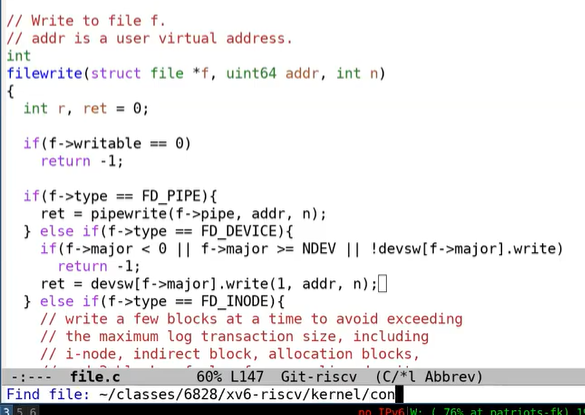 // Write to file f.
// addr is a user virtual address.
int
filewrite(struct file *f, uint64 addr, int n)
{
  int r, ret = 0;

  if(f->writable == 0)
    return -1;

  if(f->type == FD_PIPE){
    ret = pipewrite(f->pipe, addr, n);
  } else if(f->type == FD_DEVICE){
    if(f->major < 0 || f->major >= NDEV || !devsw[f->major].write)
      return -1;
    ret = devsw[f->major].write(1, addr, n);
  } else if(f->type == FD_INODE){
    // write a few blocks at a time to avoid exceeding
    // the maximum log transaction size, including
    // i-node, indirect block, allocation blocks,
-:--- file.c 60% L147 Git-riscv (C/*l Abbrev)
Find file: ~/classes/6828/xv6-riscv/kernel/con
3 5 6 no IPv6 W: ( 76% at patriots-fk)